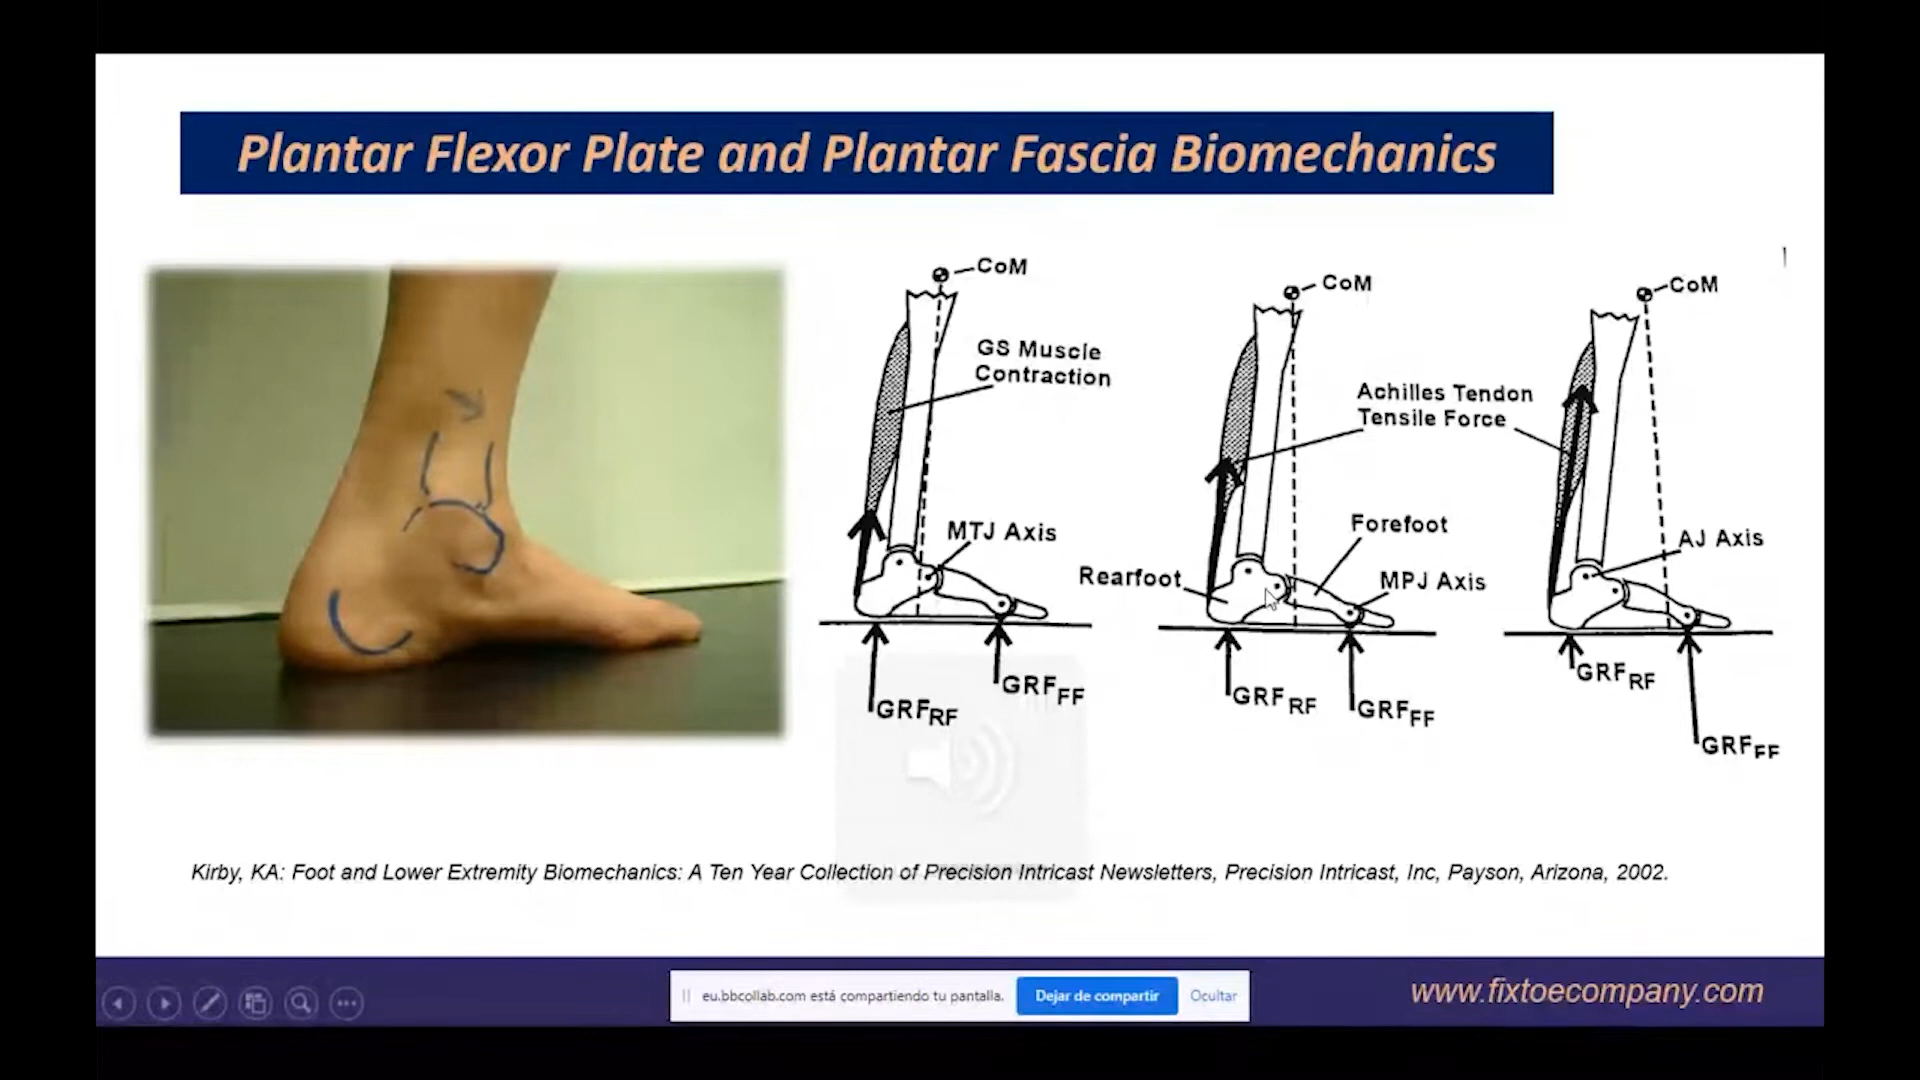 Plantar Flexor Plate and Plantar Fascia Biomechanics
CoM
GS Muscle
Contraction
MTJ Axis
GRFRF
GRFFF
CoM
Achilles Tendon
Tensile Force
Forefoot
Rearfoot
MPJ Axis
GRF RF
GRFFF
CoM
AJ Axis
GRFRF
GRFFF
Kirby, KA: Foot and Lower Extremity Biomechanics: A Ten Year Collection of Precision Intricast Newsletters, Precision Intricast, Inc, Payson, Arizona, 2002.
eu.bbcollab.com está compartiendo tu pantalla.
Dejar de compartir
Ocultar
www.fixtoecompany.com